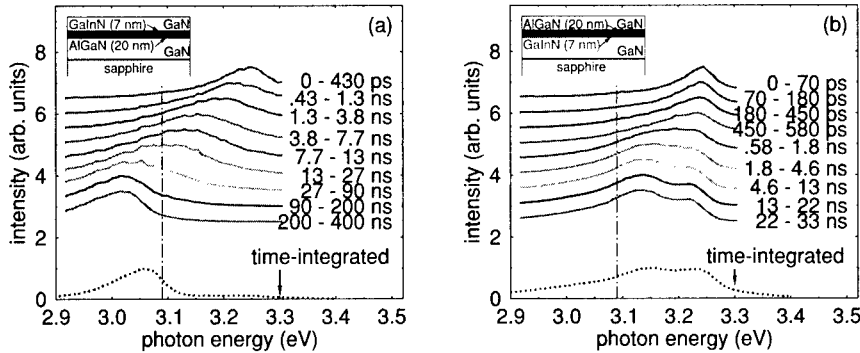 GaInN (7 nm) GaN
AlGaN (20 nm) GaN
sapphire
(a)
8
6
4
2
0
intensity (arb. units)
0 - 430 ps
.43 - 1.3 ns
1.3 - 3.8 ns
3.8 - 7.7 ns
7.7 - 13 ns
13 - 27 ns
27 - 90 ns
90 - 200 ns
200 - 400 ns
time-integrated
2.9 3.0 3.1 3.2 3.3 3.4 3.5
photon energy (eV)
AlGaN (20 nm) GaN
GaInN (7 nm) GaN
sapphire
(b)
8
6
4
2
0
intensity (arb. units)
0 - 70 ps
70 - 180 ps
180 - 450 ps
450 - 580 ps
.58 - 1.8 ns
1.8 - 4.6 ns
4.6 - 13 ns
13 - 22 ns
22 - 33 ns
time-integrated
2.9 3.0 3.1 3.2 3.3 3.4 3.5
photon energy (eV)